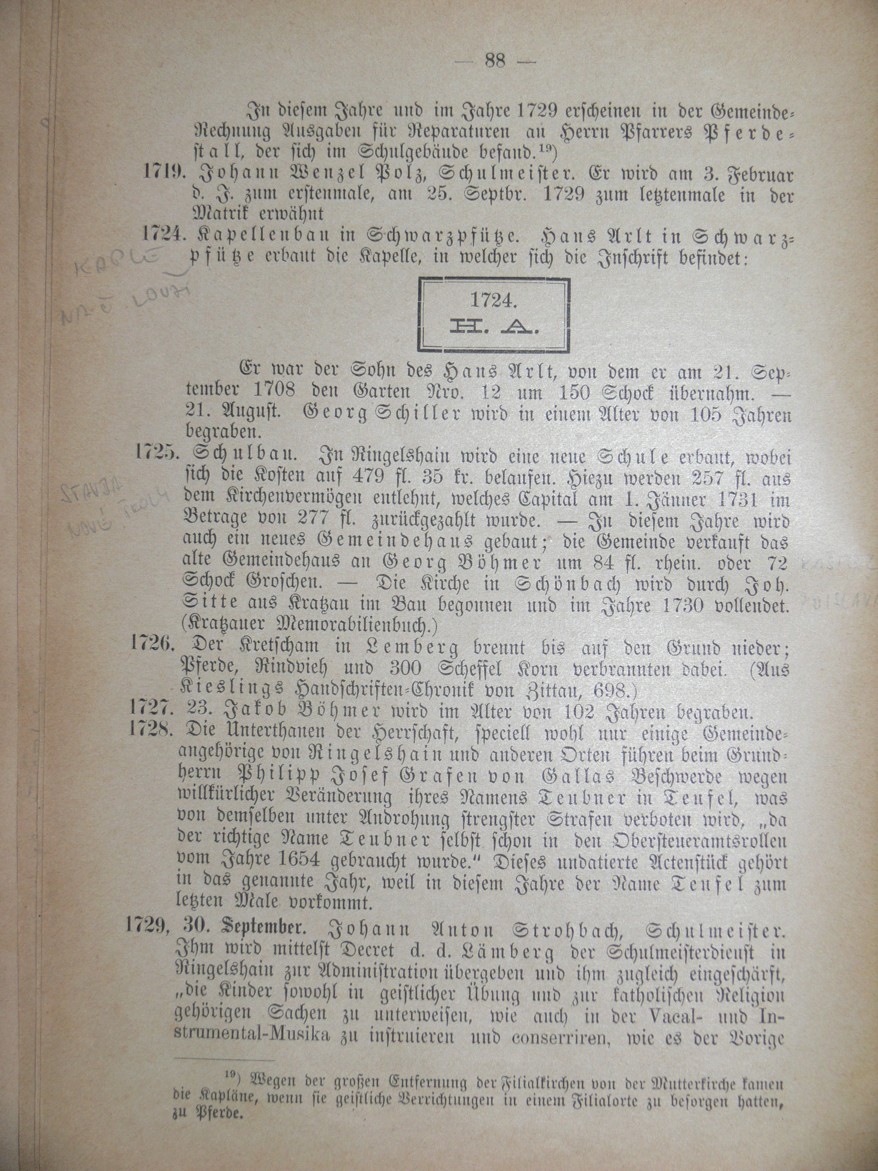 — 88 —
In diesem Jahre und im Jahre 1729 erscheinen in der Gemeinde-
Rechnung Ausgaben für Reparaturen an Herrn Pfarrers Pferde-
stall, der sich im Schulgebäude befand.¹⁹)
1719. Johann Wenzel Polz, Schulmeister. Er wird am 3. Februar
d. J. zum erstenmale, am 25. Septbr. 1729 zum letztenmale in der
Matrik erwähnt
1724. Kapellenbau in Schwarzpfütze. Hans Arlt in Schwarz-
pfütze erbaut die Kapelle, in welcher sich die Inschrift befindet:
KAPLE
NA Č. LOUŽI
1724.
H. A.
Er war der Sohn des Hans Arlt, von dem er am 21. Sep-
tember 1708 den Garten Nro. 12 um 150 Schock übernahm. —
21. August. Georg Schiller wird in einem Alter von 105 Jahren
begraben.
1725. Schulbau. In Ringelshain wird eine neue Schule erbaut, wobei
sich die Kosten auf 479 fl. 35 kr. belaufen. Hiezu werden 257 fl. aus
dem Kirchenvermögen entlehnt, welches Capital am 1. Jänner 1731 im
Betrage von 277 fl. zurückgezahlt wurde. — In diesem Jahre wird
auch ein neues Gemeindehaus gebaut; die Gemeinde verkauft das
alte Gemeindehaus an Georg Böhmer um 84 fl. rhein. oder 72
Schock Groschen. — Die Kirche in Schönbach wird durch Joh.
Sitte aus Kratzau im Bau begonnen und im Jahre 1730 vollendet.
(Kratzauer Memorabilienbuch.)
1726. Der Kretscham in Lemberg brennt bis auf den Grund nieder;
Pferde, Rindvieh und 300 Scheffel Korn verbrannten dabei. (Aus
Kieslings Handschriften-Chronik von Zittau, 698.)
1727. 23. Jakob Böhmer wird im Alter von 102 Jahren begraben.
1728. Die Unterthanen der Herrschaft, speciell wohl nur einige Gemeinde-
angehörige von Ringelshain und anderen Orten führen beim Grund-
herrn Philipp Josef Grafen von Gallas Beschwerde wegen
willkürlicher Veränderung ihres Namens Teubner in Teufel, was
von demselben unter Androhung strengster Strafen verboten wird, „da
der richtige Name Teubner selbst schon in den Obersteueramtsrollen
vom Jahre 1654 gebraucht wurde.“ Dieses undatierte Actenstück gehört
in das genannte Jahr, weil in diesem Jahre der Name Teufel zum
letzten Male vorkommt.
1729, 30. September. Johann Anton Strohbach, Schulmeister.
Ihm wird mittelst Decret d. d. Lämberg der Schulmeisterdienst in
Ringelshain zur Administration übergeben und ihm zugleich eingeschärft,
„die Kinder sowohl in geistlicher Übung und zur katholischen Religion
gehörigen Sachen zu unterweisen, wie auch in der Vacal- und In-
strumental-Musika zu instruieren und conserriren, wie es der Vorige
¹⁹) Wegen der großen Entfernung der Filialkirchen von der Mutterkirche kamen
die Kapläne, wenn sie geistliche Verrichtungen in einem Filialorte zu besorgen hatten,
zu Pferde.